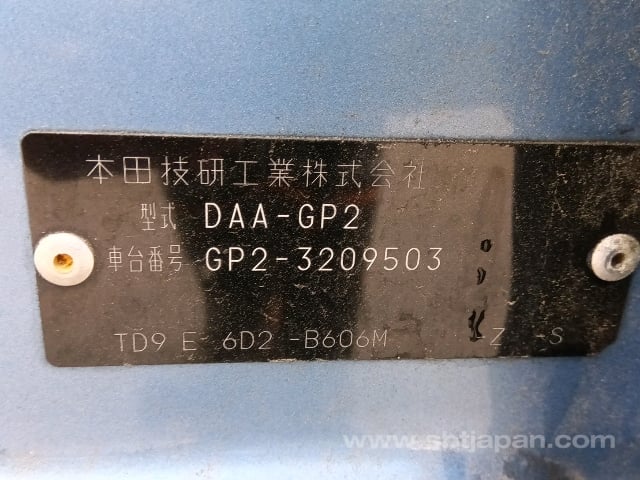 本田技研工業株式会社
型式 DAA-GP2
車台番号 GP2-3209503
TD9 E- 6D2 -B606M -Z -S
www.sbtjapan.com